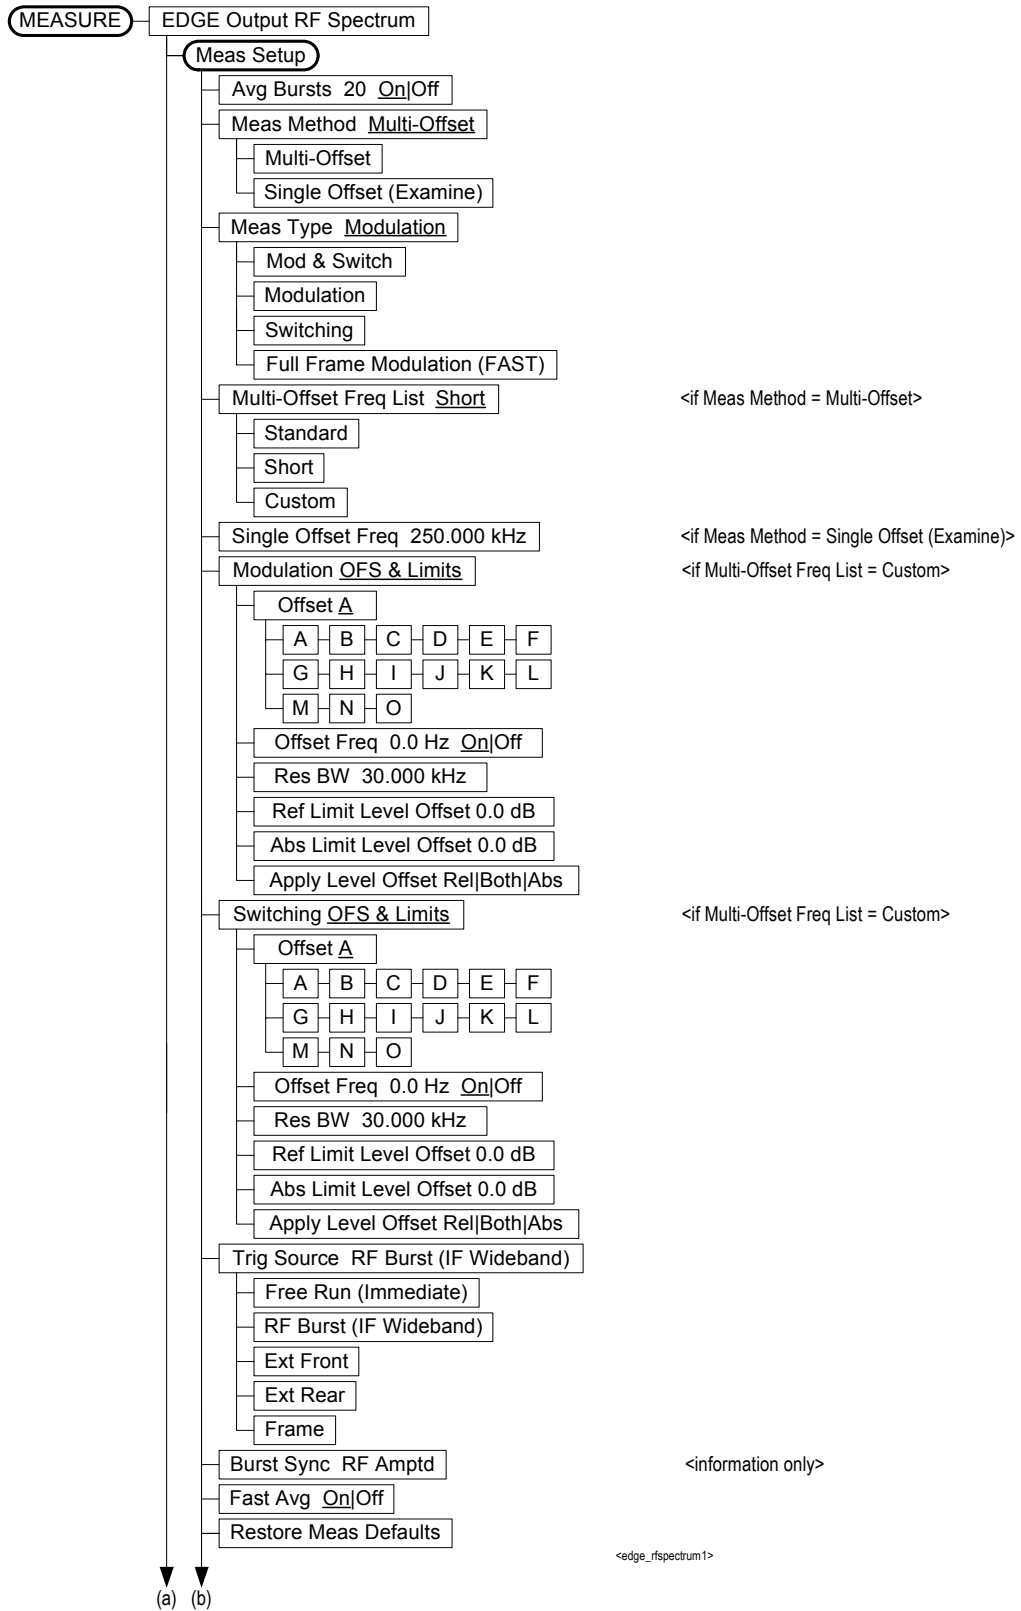 MEASURE EDGE Output RF Spectrum
Meas Setup
Avg Bursts 20 On|Off
Meas Method Multi-Offset
Multi-Offset
Single Offset (Examine)
Meas Type Modulation
Mod & Switch
Modulation
Switching
Full Frame Modulation (FAST)
Multi-Offset Freq List Short <if Meas Method = Multi-Offset>
Standard
Short
Custom
Single Offset Freq 250.000 kHz <if Meas Method = Single Offset (Examine)>
Modulation OFS & Limits <if Multi-Offset Freq List = Custom>
Offset A
A B C D E F
G H I J K L
M N O
Offset Freq 0.0 Hz On|Off
Res BW 30.000 kHz
Ref Limit Level Offset 0.0 dB
Abs Limit Level Offset 0.0 dB
Apply Level Offset Rel|Both|Abs
Switching OFS & Limits <if Multi-Offset Freq List = Custom>
Offset A
A B C D E F
G H I J K L
M N O
Offset Freq 0.0 Hz On|Off
Res BW 30.000 kHz
Ref Limit Level Offset 0.0 dB
Abs Limit Level Offset 0.0 dB
Apply Level Offset Rel|Both|Abs
Trig Source RF Burst (IF Wideband)
Free Run (Immediate)
RF Burst (IF Wideband)
Ext Front
Ext Rear
Frame
Burst Sync RF Amptd <information only>
Fast Avg On|Off
Restore Meas Defaults
<edge_rfspectrum1>
(a) (b)